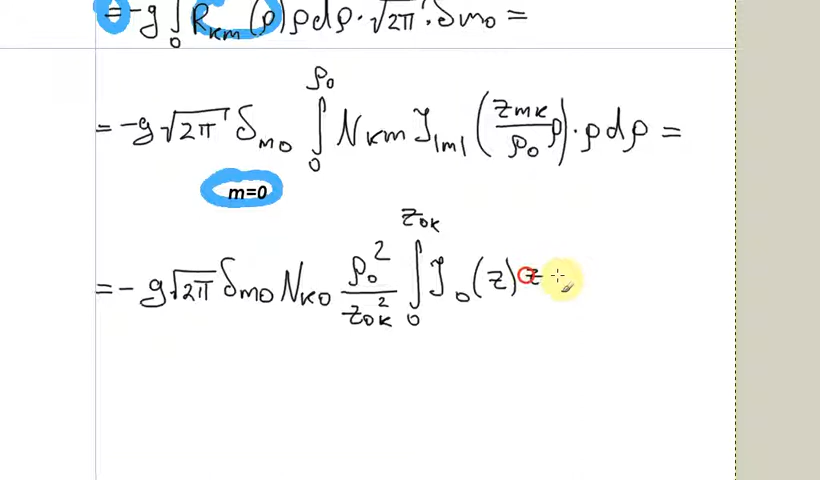 = -g ∫₀ R_km (ρ) ρdρ · √2π · δ_m0 =
= -g √2π δ_m0 ∫₀^ρ₀ N_km J_|m| (z_mk/ρ₀ ρ) · ρdρ =
m=0
= -g √2π δ_m0 N_k0 ρ₀²/z_0k² ∫₀^z_0k J₀ (z) z